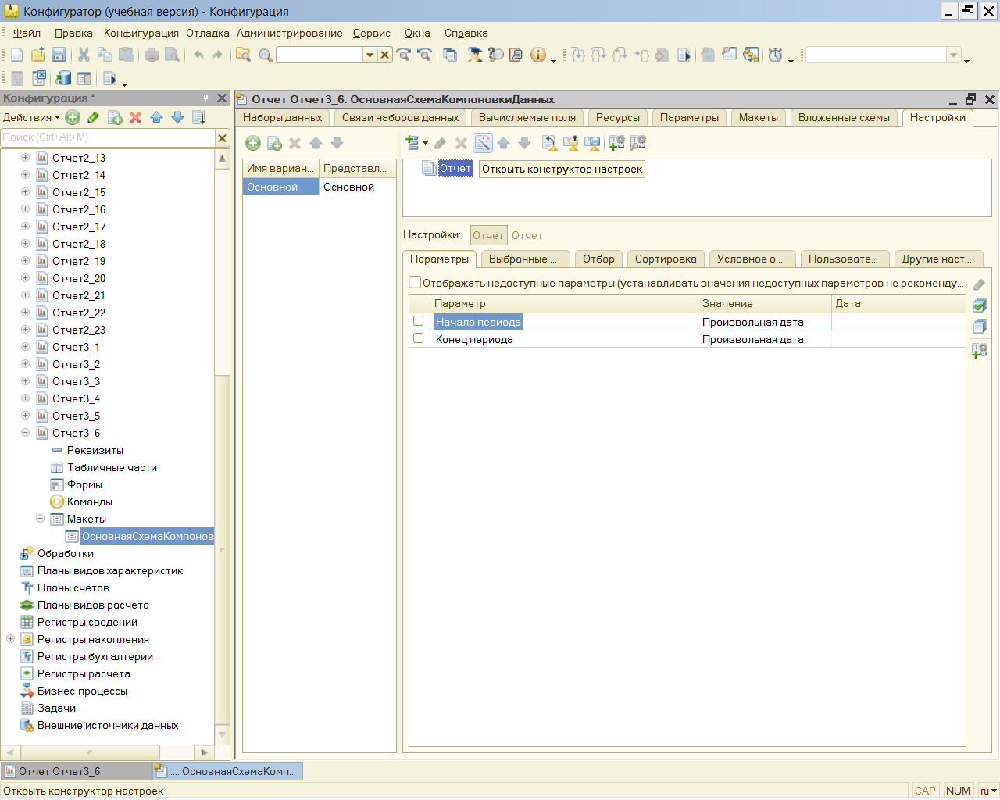 Конфигуратор (учебная версия) - Конфигурация
Файл Правка Конфигурация Отладка Администрирование Сервис Окна Справка
Конфигурация *
Действия
Поиск (Ctrl+Alt+M)
Отчет2_13
Отчет2_14
Отчет2_15
Отчет2_16
Отчет2_17
Отчет2_18
Отчет2_19
Отчет2_20
Отчет2_21
Отчет2_22
Отчет2_23
Отчет3_1
Отчет3_2
Отчет3_3
Отчет3_4
Отчет3_5
Отчет3_6
Реквизиты
Табличные части
Формы
Команды
Макеты
ОсновнаяСхемаКомпонов
Обработки
Планы видов характеристик
Планы счетов
Планы видов расчета
Регистры сведений
Регистры накопления
Регистры бухгалтерии
Регистры расчета
Бизнес-процессы
Задачи
Внешние источники данных
Отчет Отчет3_6: ОсновнаяСхемаКомпоновкиДанных
Наборы данных Связи наборов данных Вычисляемые поля Ресурсы Параметры Макеты Вложенные схемы Настройки
Имя вариан... Представл...
Основной Основной
Отчет
Открыть конструктор настроек
Настройки: Отчет Отчет
Параметры Выбранные ... Отбор Сортировка Условное о... Пользовате... Другие наст...
Отображать недоступные параметры (устанавливать значения недоступных параметров не рекоменду...
Параметр Значение Дата
Начало периода Произвольная дата
Конец периода Произвольная дата
Отчет Отчет3_6 ...: ОсновнаяСхемаКомп...
Открыть конструктор настроек CAP NUM ru